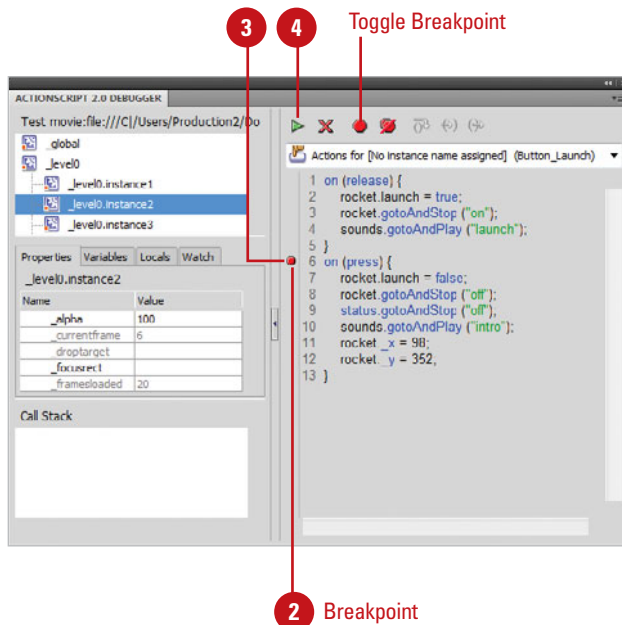 3 4 Toggle Breakpoint
ACTIONSCRIPT 2.0 DEBUGGER
Test movie:file:///C|/Users/Production2/Do
_global
_level0
_level0.instance1
_level0.instance2
_level0.instance3
Properties Variables Locals Watch
_level0.instance2
Name Value
_alpha 100
_currentframe 6
_droptarget
_focusrect
_framesloaded 20
Call Stack
Actions for [No instance name assigned] (Button_Launch)
1 on (release) {
2 rocket.launch = true;
3 rocket.gotoAndStop ("on");
4 sounds.gotoAndPlay ("launch");
5 }
6 on (press) {
7 rocket.launch = false;
8 rocket.gotoAndStop ("off");
9 status.gotoAndStop ("off");
10 sounds.gotoAndPlay ("intro");
11 rocket._x = 98;
12 rocket._y = 352;
13 }
2 Breakpoint